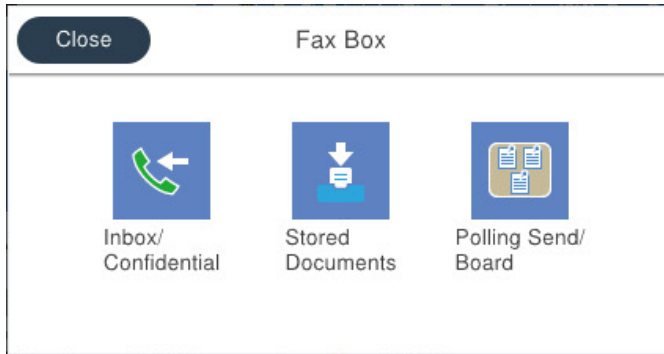 Close
Fax Box
Inbox/
Confidential
Stored
Documents
Polling Send/
Board